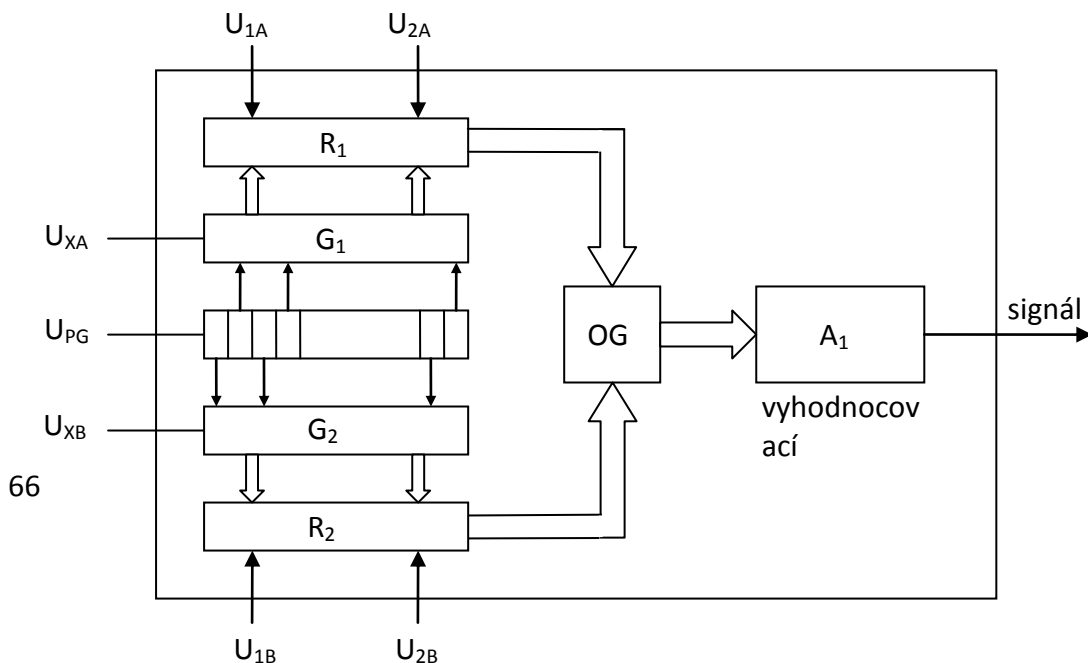 U1A
U2A
R1
UXA
G1
UPG
OG
A1
signál
vyhodnocov
ací
UXB
G2
66
R2
U1B
U2B